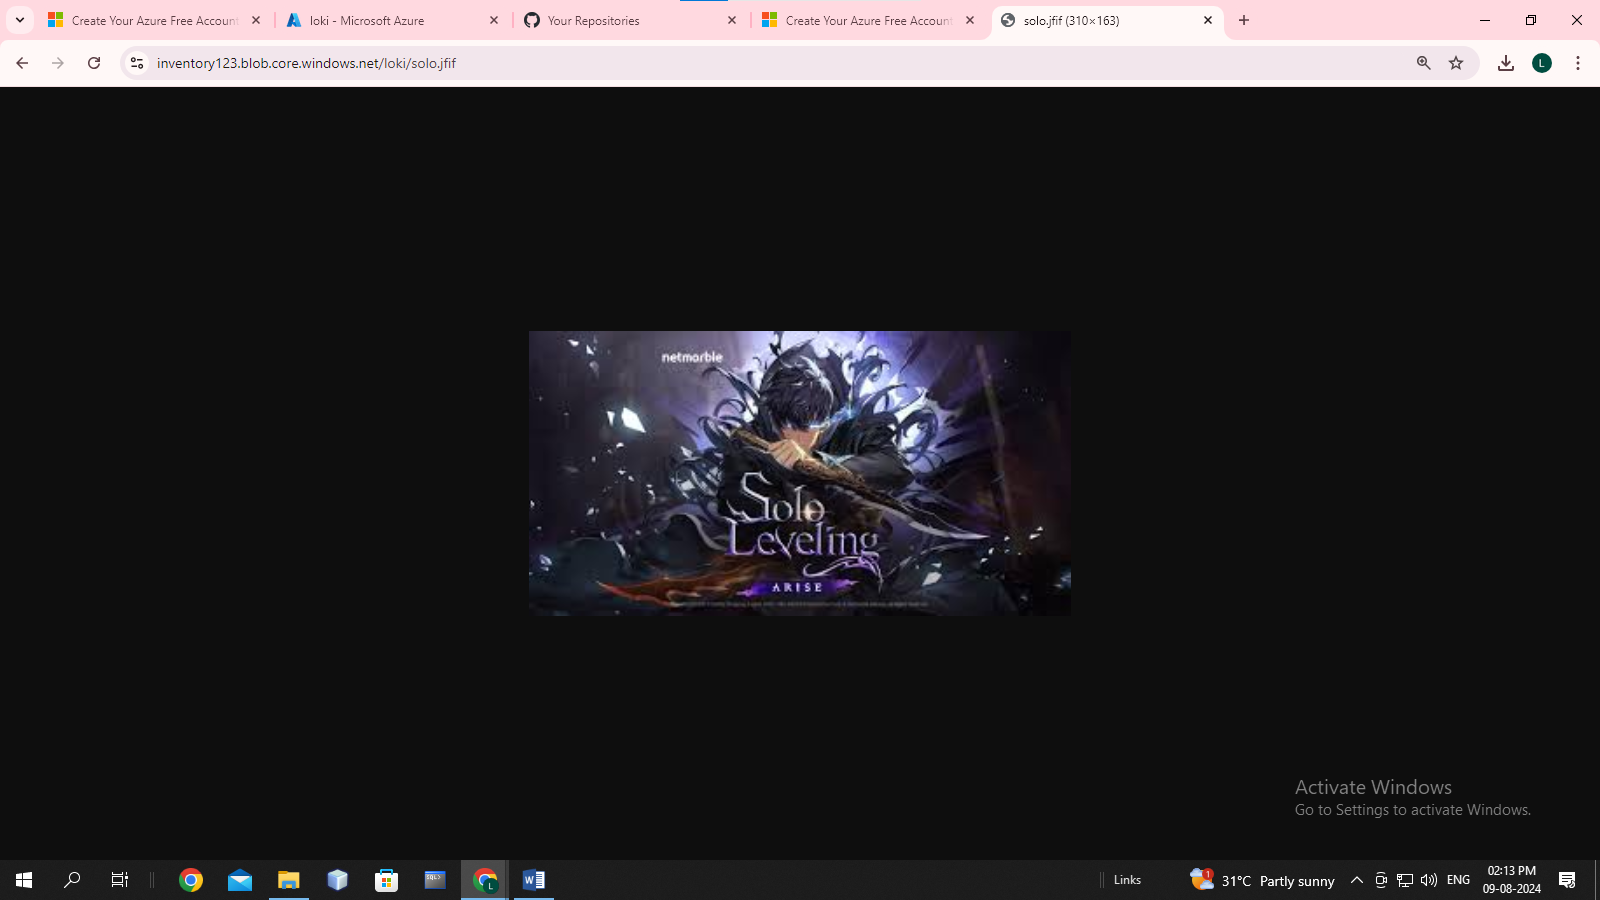 Create Your Azure Free Account
loki - Microsoft Azure
Your Repositories
Create Your Azure Free Account
solo.jfif (310×163)
inventory123.blob.core.windows.net/loki/solo.jfif
L
netmarble
Solo
Leveling
ARISE
Activate Windows
Go to Settings to activate Windows.
SQL>
L
W
Links
1
31°C Partly sunny
ENG
02:13 PM
09-08-2024